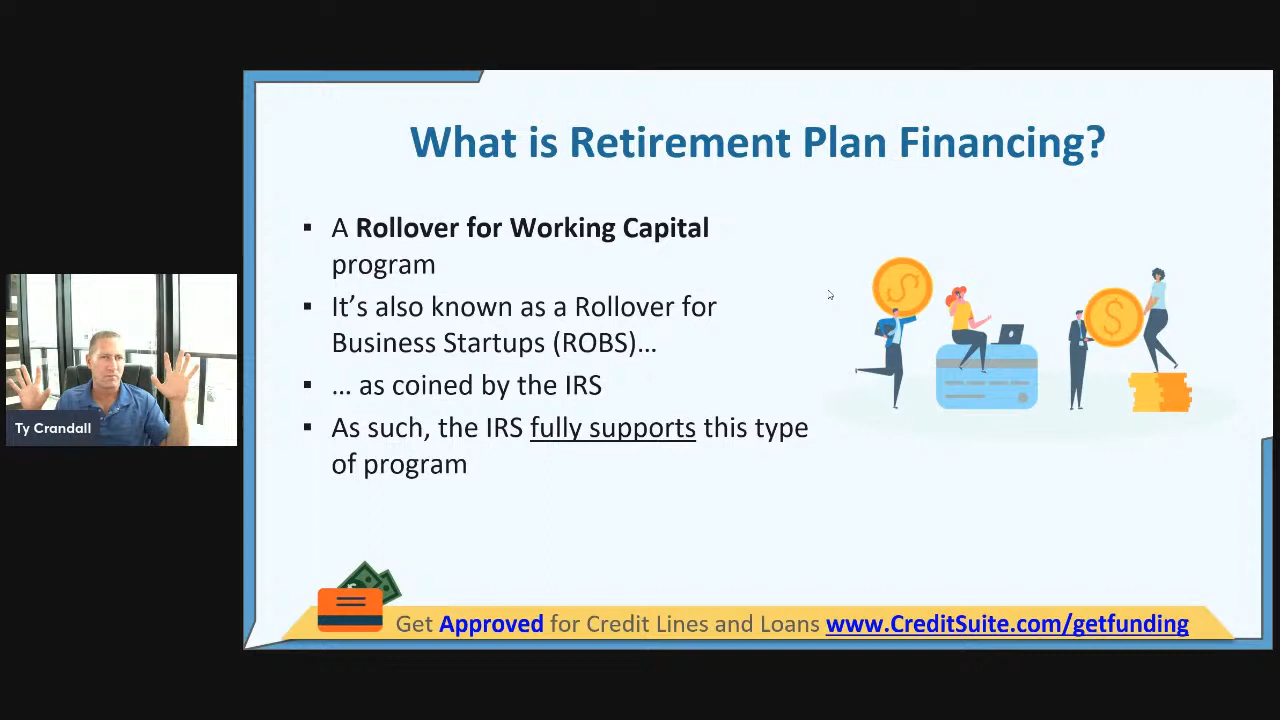 What is Retirement Plan Financing?
▪ A Rollover for Working Capital
program
▪ It’s also known as a Rollover for
Business Startups (ROBS)…
▪ … as coined by the IRS
▪ As such, the IRS fully supports this type
of program
Ty Crandall
Get Approved for Credit Lines and Loans www.CreditSuite.com/getfunding